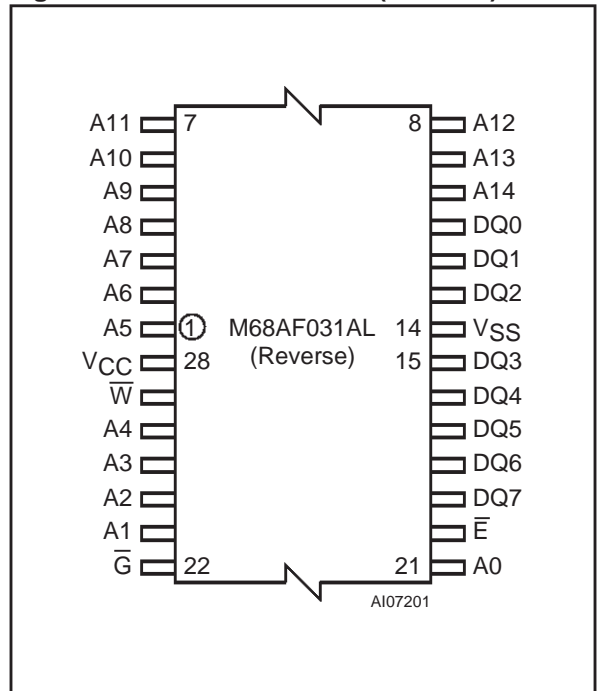 A11 7 8 A12
A10 A13
A9 A14
A8 DQ0
A7 DQ1
A6 DQ2
A5 1 M68AF031AL 14 VSS
VCC 28 (Reverse) 15 DQ3
W̅ DQ4
A4 DQ5
A3 DQ6
A2 DQ7
A1 E̅
G̅ 22 21 A0
AI07201